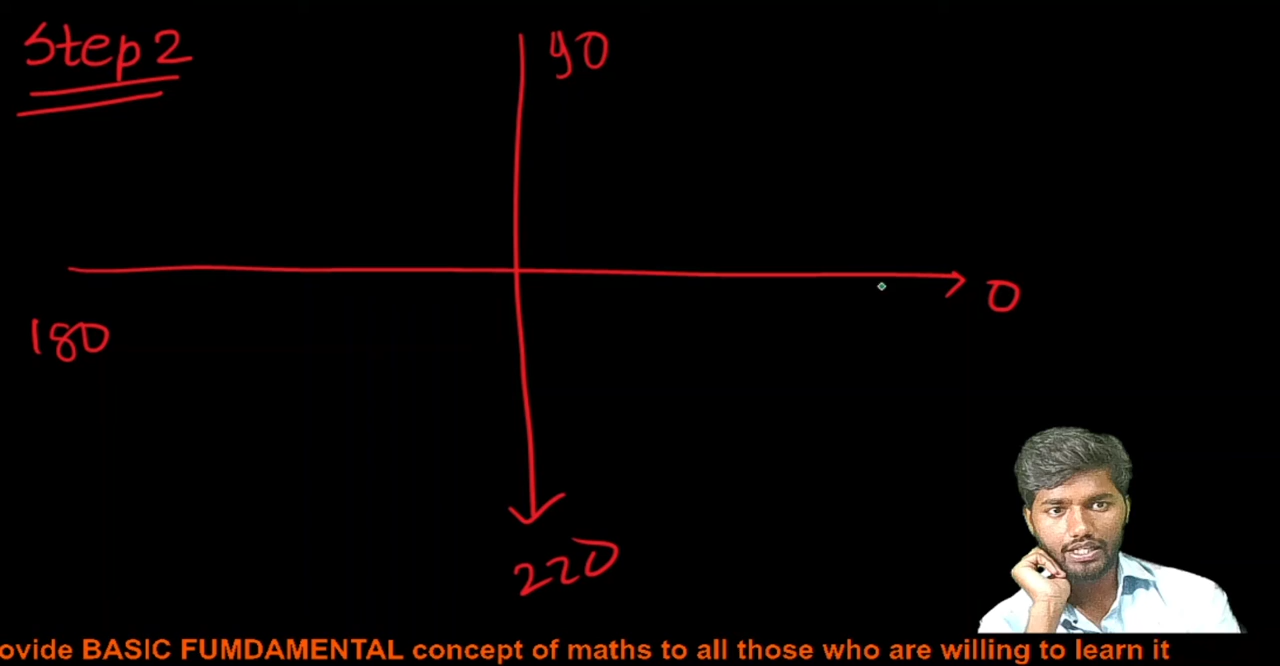 Step 2
90
0
180
220
ovide BASIC FUMDAMENTAL concept of maths to all those who are willing to learn it